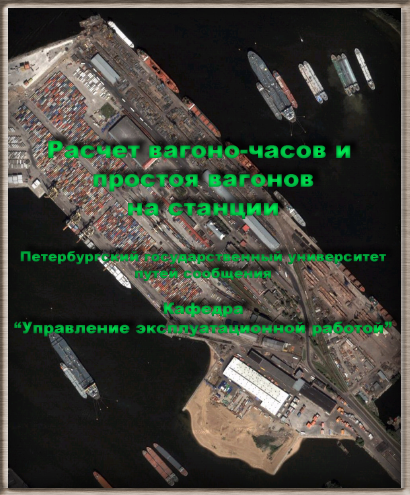 Расчет вагоно-часов и
простоя вагонов
на станции
Петербургский государственный университет
путей сообщения
Кафедра
“Управление эксплуатационной работой”